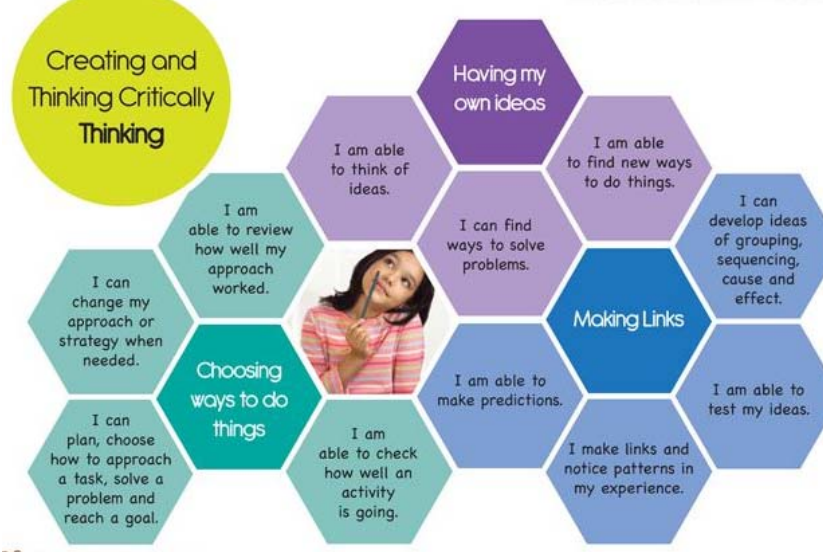 Creating and
Thinking Critically
Thinking
Having my
own ideas
I am able
to think of
ideas.
I am able
to find new ways
to do things.
I can find
ways to solve
problems.
I am
able to review
how well my
approach
worked.
I can
change my
approach or
strategy when
needed.
Choosing
ways to do
things
I can
plan, choose
how to approach
a task, solve a
problem and
reach a goal.
I am
able to check
how well an
activity
is going.
I can
develop ideas
of grouping,
sequencing,
cause and
effect.
Making Links
I am able to
make predictions.
I am able to
test my ideas.
I make links and
notice patterns in
my experience.